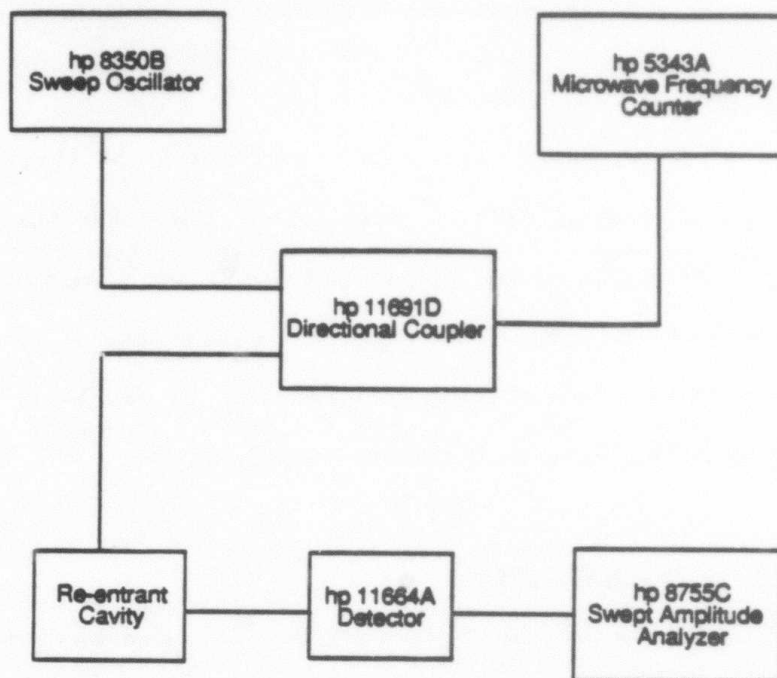 hp 8350B
Sweep Oscillator
hp 5343A
Microwave Frequency
Counter
hp 11691D
Directional Coupler
Re-entrant
Cavity
hp 11664A
Detector
hp 8755C
Swept Amplitude
Analyzer